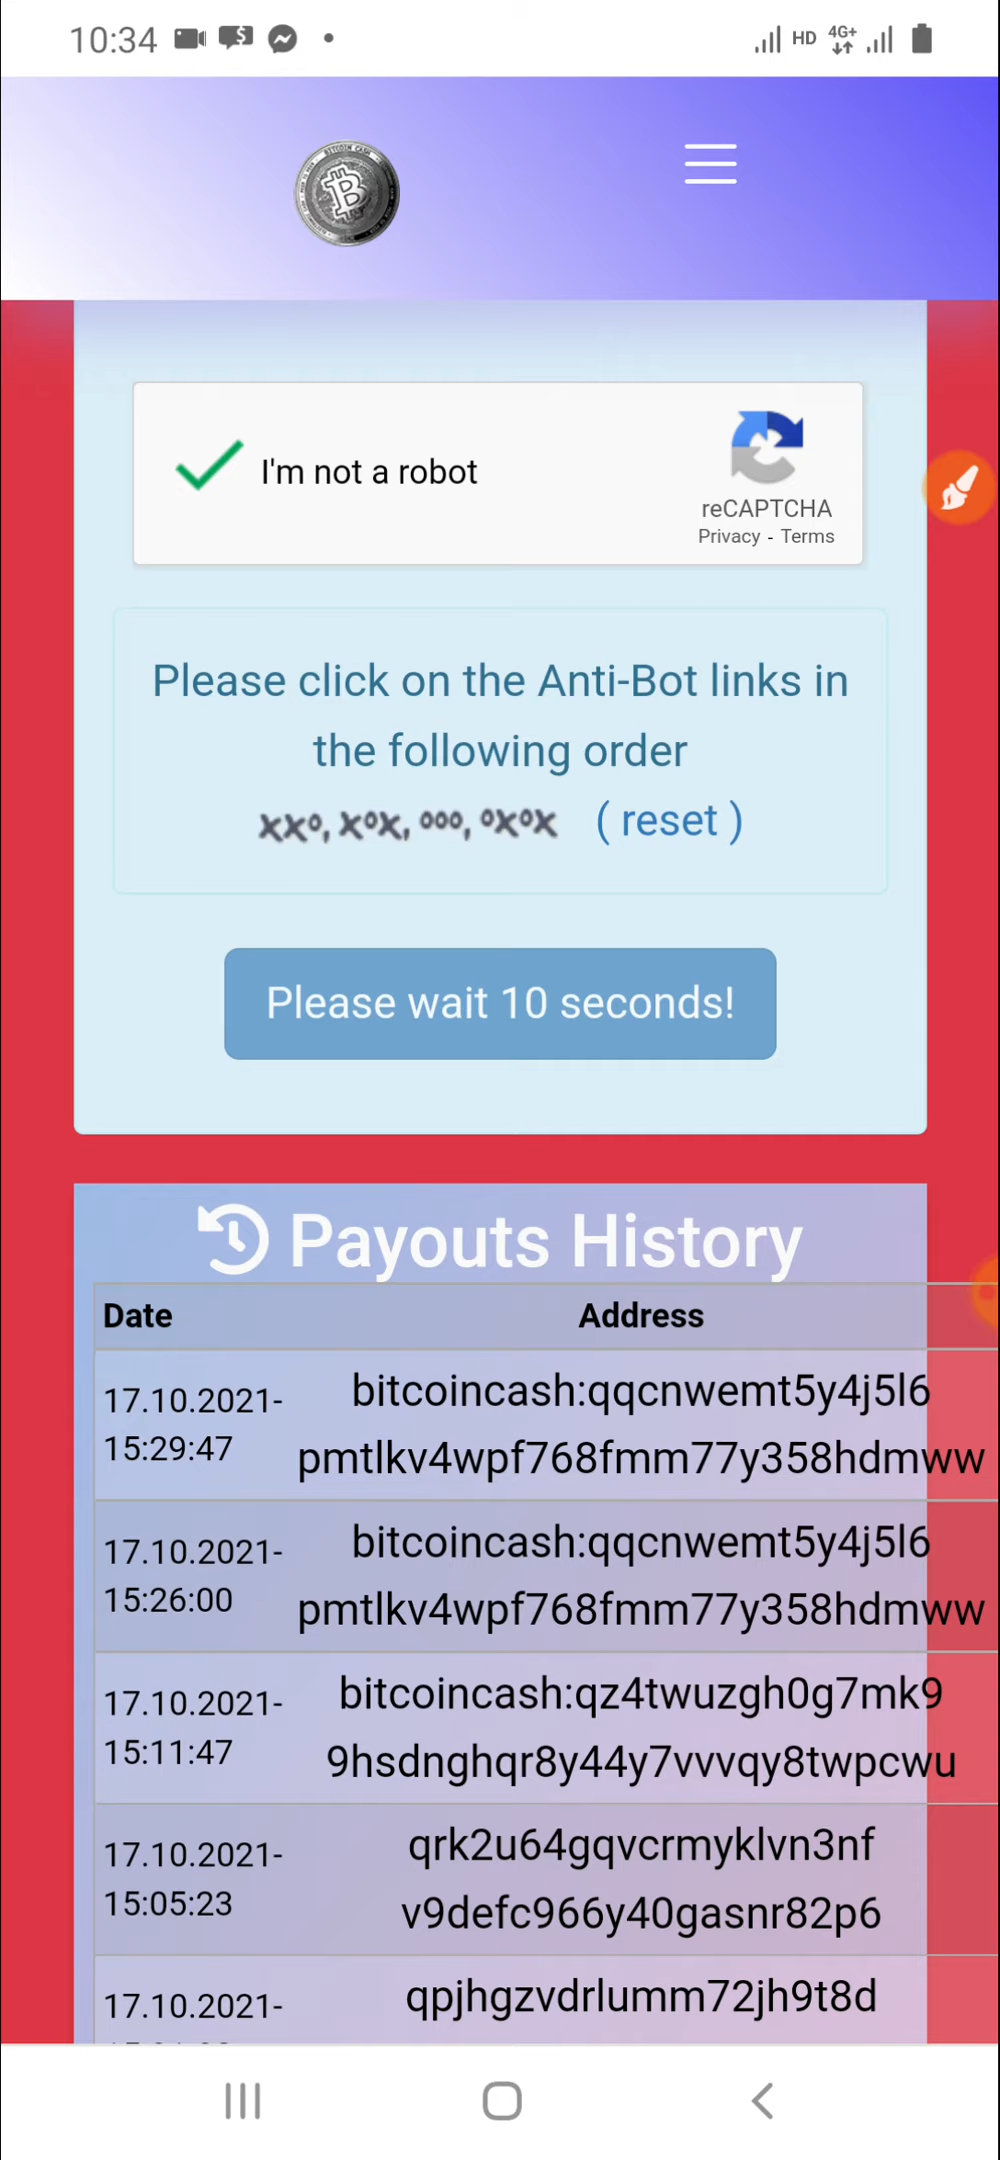 10:34
HD 4G+
BITCOIN CASH
I'm not a robot
reCAPTCHA
Privacy - Terms
Please click on the Anti-Bot links in
the following order
xxo, xox, ooo, oxox ( reset )
Please wait 10 seconds!
Payouts History
Date Address
17.10.2021-
15:29:47
bitcoincash:qqcnwemt5y4j5l6
pmtlkv4wpf768fmm77y358hdmww
17.10.2021-
15:26:00
bitcoincash:qqcnwemt5y4j5l6
pmtlkv4wpf768fmm77y358hdmww
17.10.2021-
15:11:47
bitcoincash:qz4twuzgh0g7mk9
9hsdnghqr8y44y7vvvqy8twpcwu
17.10.2021-
15:05:23
qrk2u64gqvcrmyklvn3nf
v9defc966y40gasnr82p6
17.10.2021-
qpjhgzvdrlumm72jh9t8d